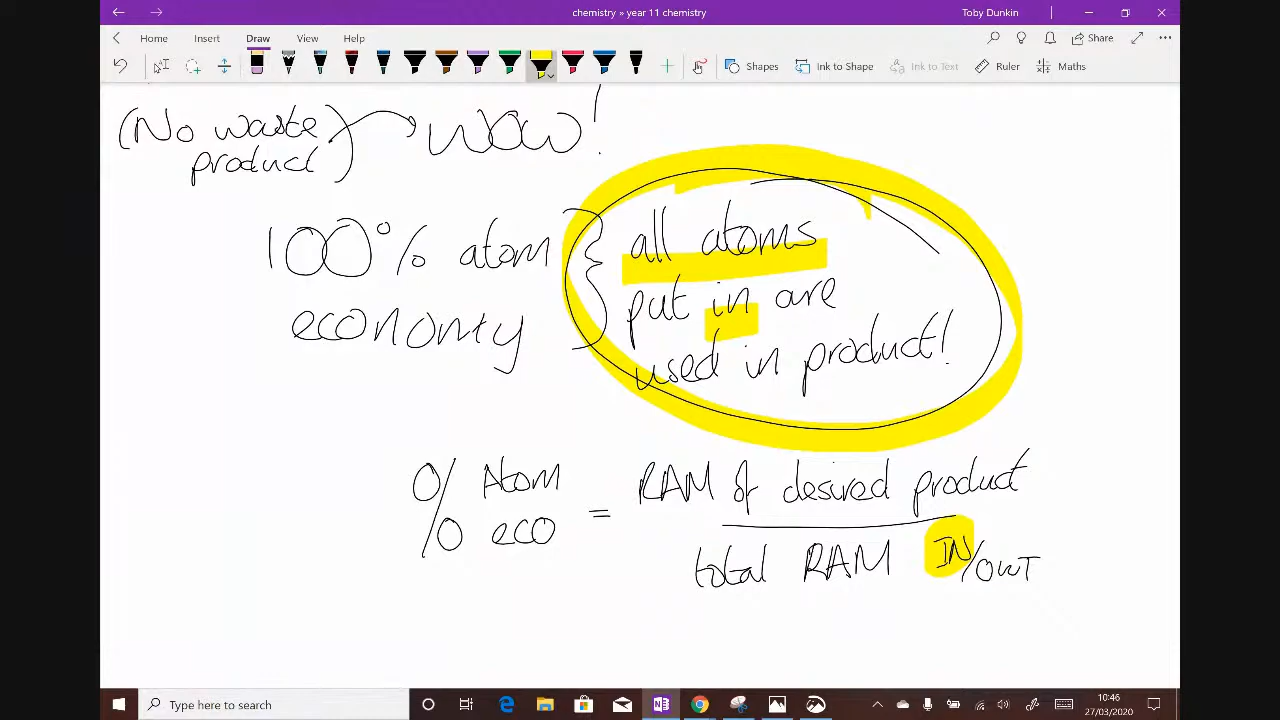 chemistry » year 11 chemistry
Toby Dunkin
Home Insert Draw View Help
Share
Shapes
Ink to Shape
Ink to Text
Ruler
Maths
(No waste product)
wow!
100% atom
economy
all atoms
put in are
used in product!
% Atom
eco
=
RAM of desired product
total RAM IN/OUT
Type here to search
10:46
27/03/2020